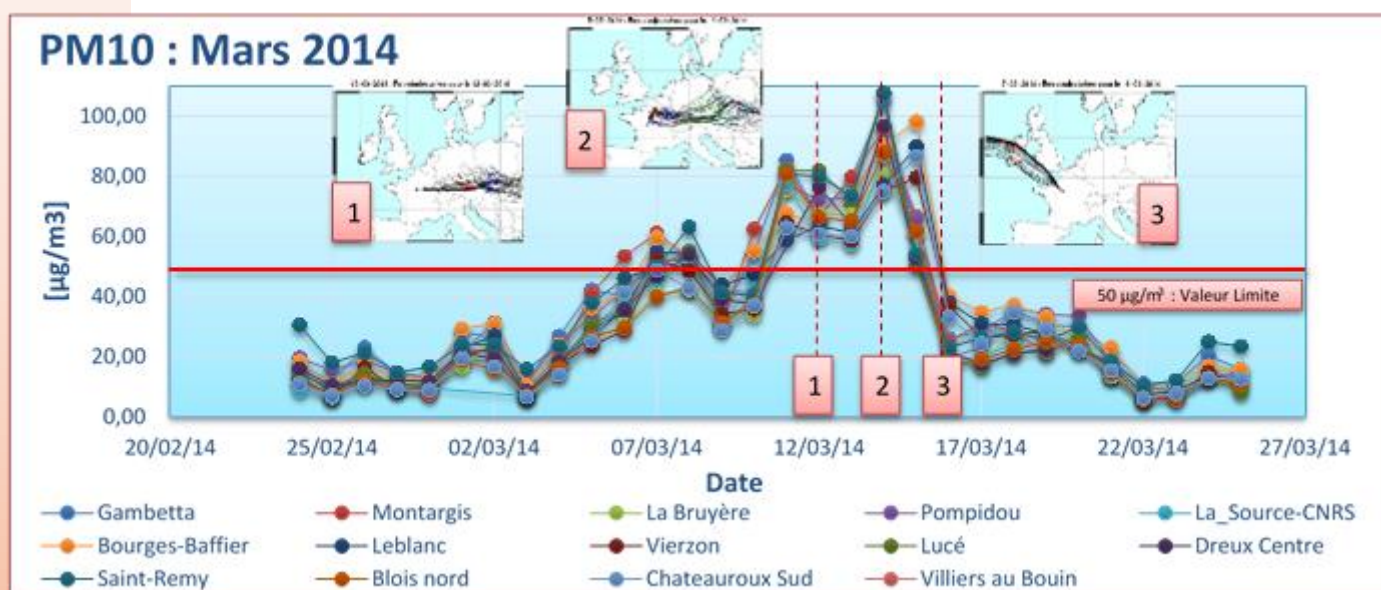 PM10 : Mars 2014
[µg/m3]
100,00
80,00
60,00
40,00
20,00
0,00
1
2
3
50 µg/m³ : Valeur Limite
1
2
3
20/02/14
25/02/14
02/03/14
07/03/14
12/03/14
17/03/14
22/03/14
27/03/14
Date
Gambetta
Montargis
La Bruyère
Pompidou
La_Source-CNRS
Bourges-Baffier
Leblanc
Vierzon
Lucé
Dreux Centre
Saint-Remy
Blois nord
Chateauroux Sud
Villiers au Bouin